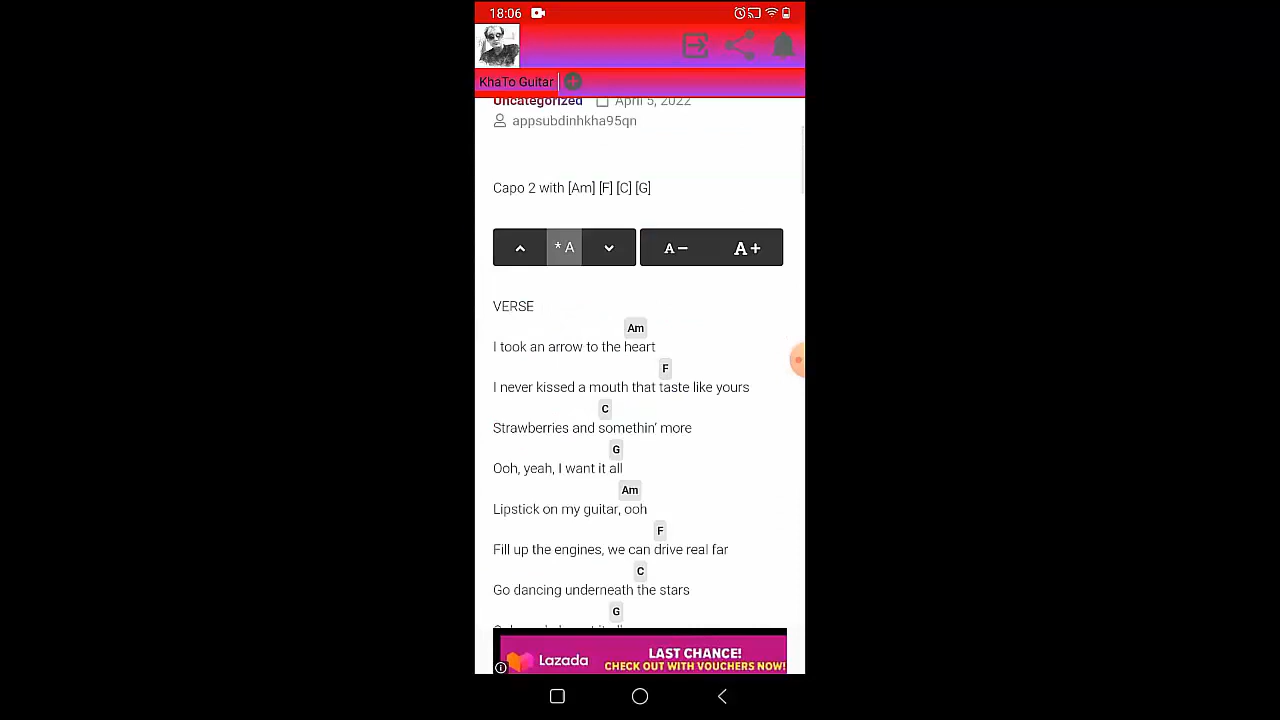 18:06
KhaTo Guitar
Uncategorized April 5, 2022
appsubdinhkha95qn
Capo 2 with [Am] [F] [C] [G]
* A A− A+
VERSE
Am
I took an arrow to the heart
F
I never kissed a mouth that taste like yours
C
Strawberries and somethin’ more
G
Ooh, yeah, I want it all
Am
Lipstick on my guitar, ooh
F
Fill up the engines, we can drive real far
C
Go dancing underneath the stars
G
Lazada
LAST CHANCE!
CHECK OUT WITH VOUCHERS NOW!